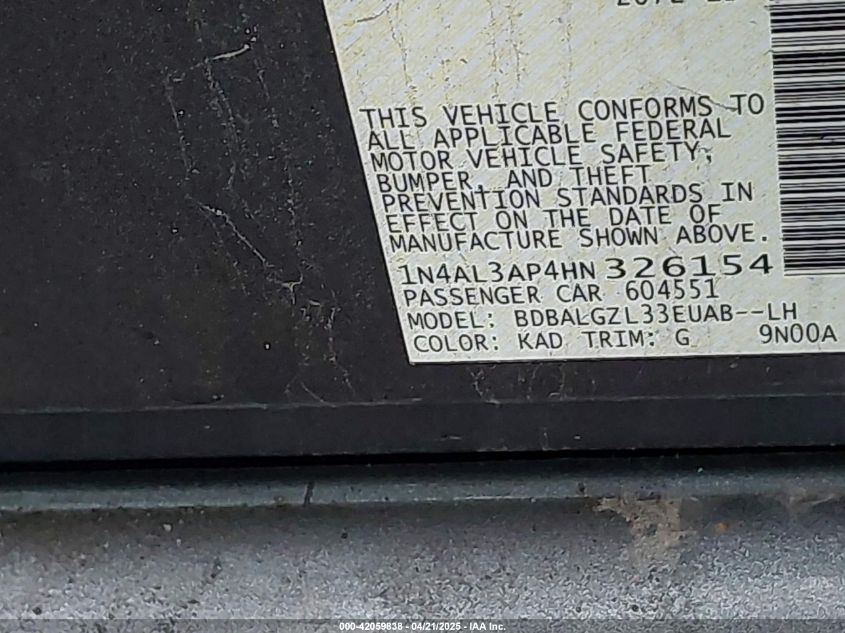 THIS VEHICLE CONFORMS TO
ALL APPLICABLE FEDERAL
MOTOR VEHICLE SAFETY,
BUMPER, AND THEFT
PREVENTION STANDARDS IN
EFFECT ON THE DATE OF
MANUFACTURE SHOWN ABOVE.
1N4AL3AP4HN 326154
PASSENGER CAR 604551
MODEL: BDBALGZL33EUAB--LH
COLOR: KAD TRIM: G 9N00A
000-42059838 - 04/21/2025 - IAA Inc.